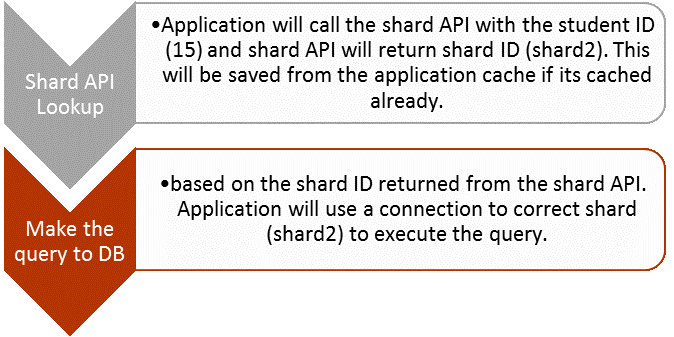 Shard API
Lookup
•Application will call the shard API with the student ID
(15) and shard API will return shard ID (shard2). This
will be saved from the application cache if its cached
already.
Make the
query to DB
•based on the shard ID returned from the shard API.
Application will use a connection to correct shard
(shard2) to execute the query.